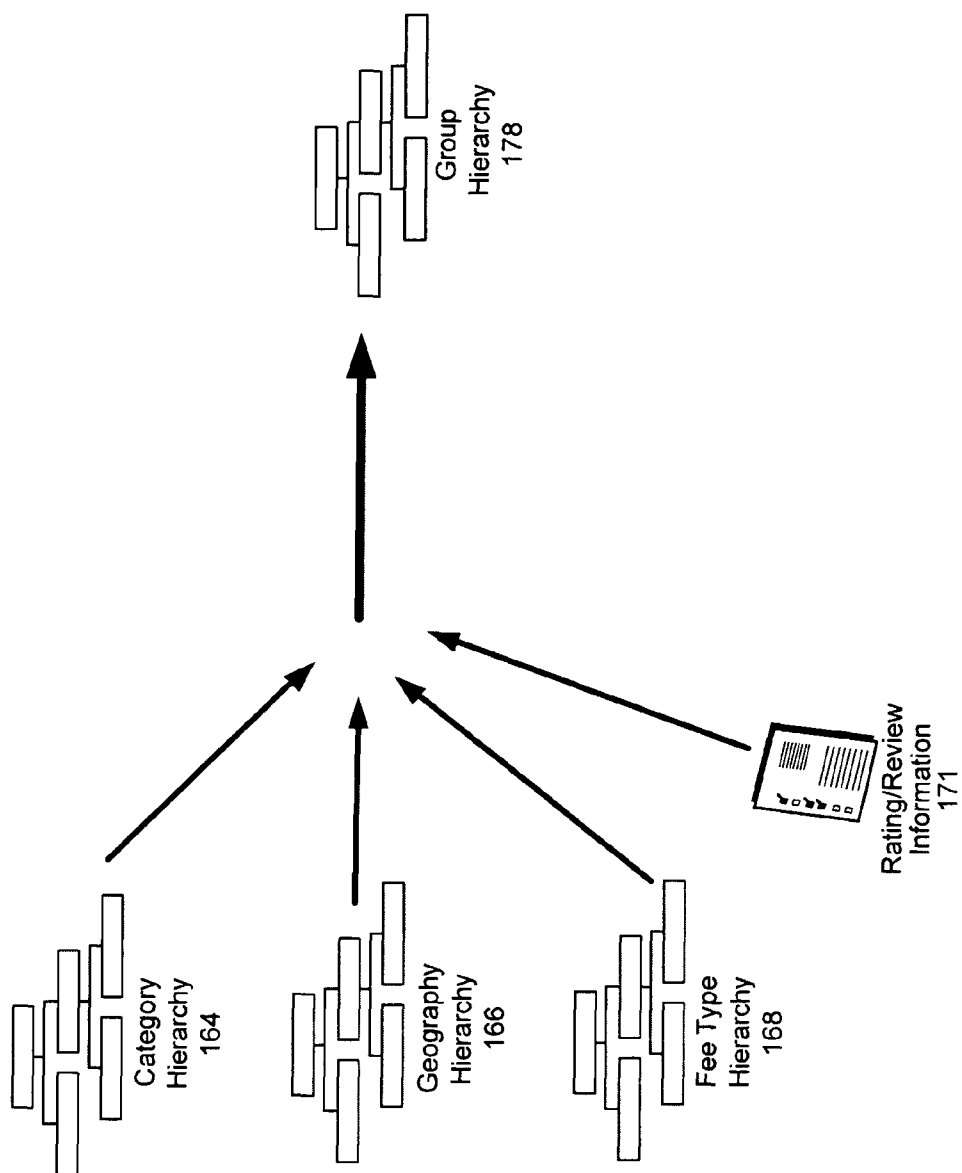 Category
Hierarchy
164
Geography
Hierarchy
166
Fee Type
Hierarchy
168
Rating/Review
Information
171
Group
Hierarchy
178